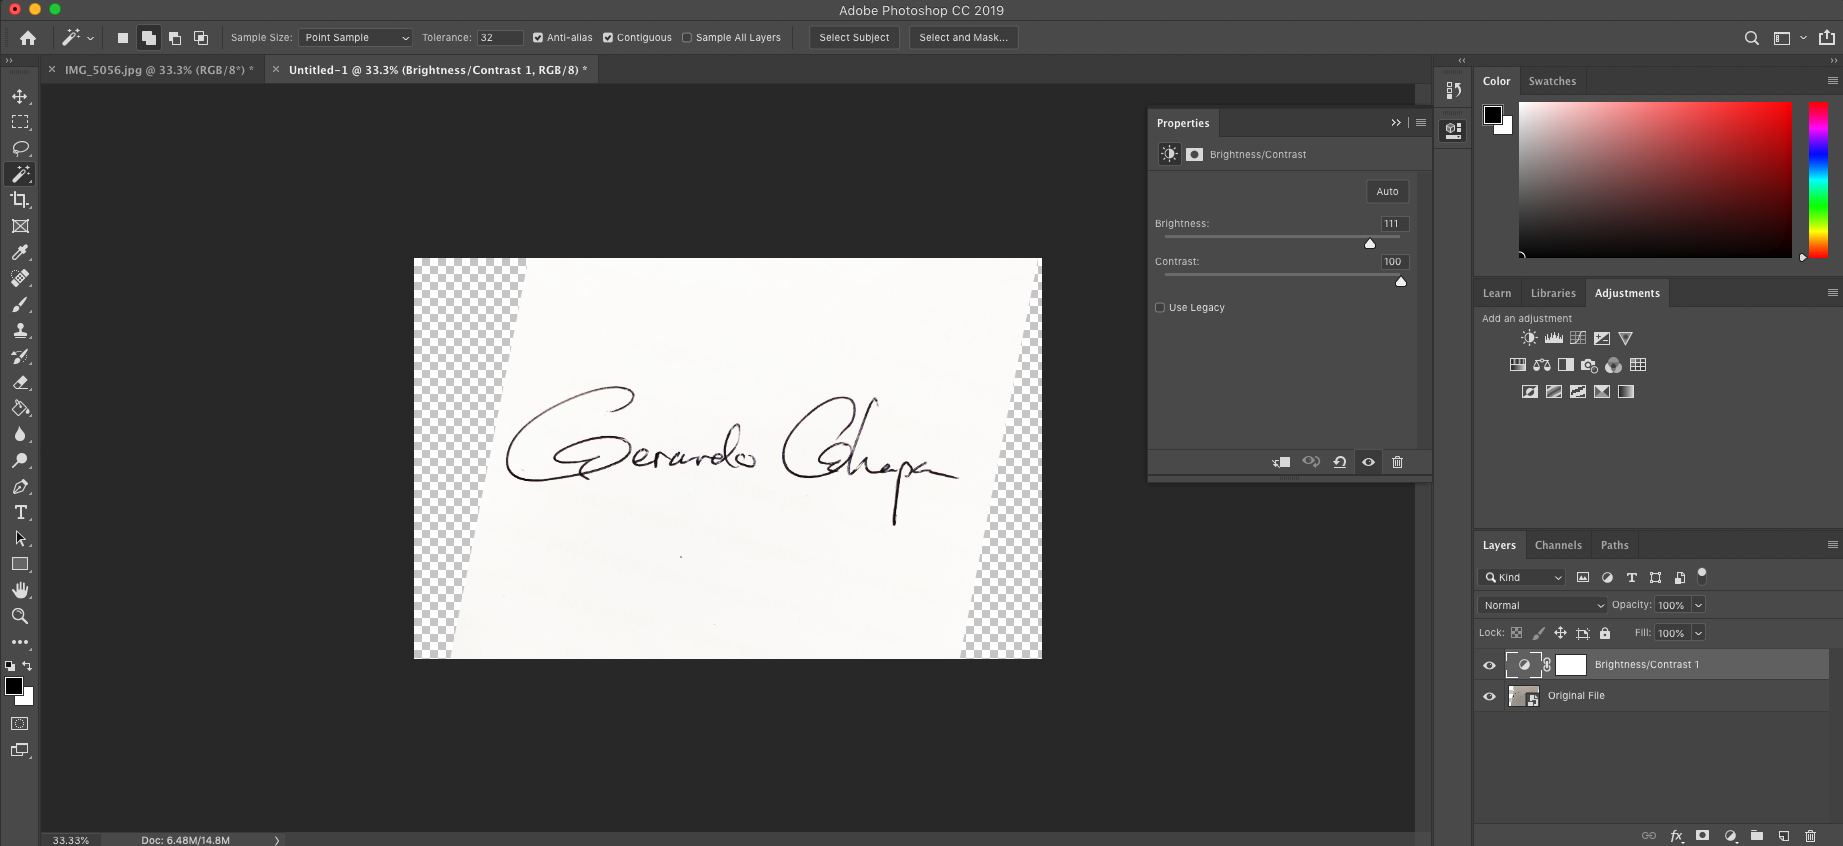 Adobe Photoshop CC 2019
Sample Size: Point Sample Tolerance: 32 Anti-alias Contiguous Sample All Layers Select Subject Select and Mask...
IMG_5056.jpg @ 33.3% (RGB/8*) * Untitled-1 @ 33.3% (Brightness/Contrast 1, RGB/8) *
Properties
Brightness/Contrast
Auto
Brightness: 111
Contrast: 100
Use Legacy
Gerardo
Color Swatches
Learn Libraries Adjustments
Add an adjustment
Layers Channels Paths
Kind
Normal Opacity: 100%
Lock: Fill: 100%
Brightness/Contrast 1
Original File
33.33% Doc: 6.48M/14.8M